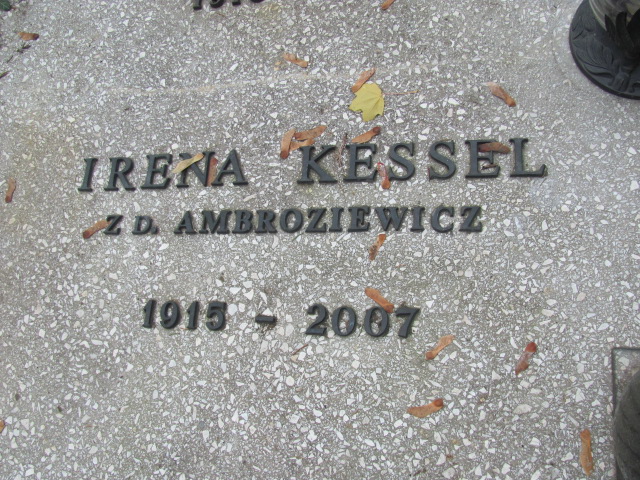 IRENA KESSEL
Z D. AMBROZIEWICZ
1915 - 2007